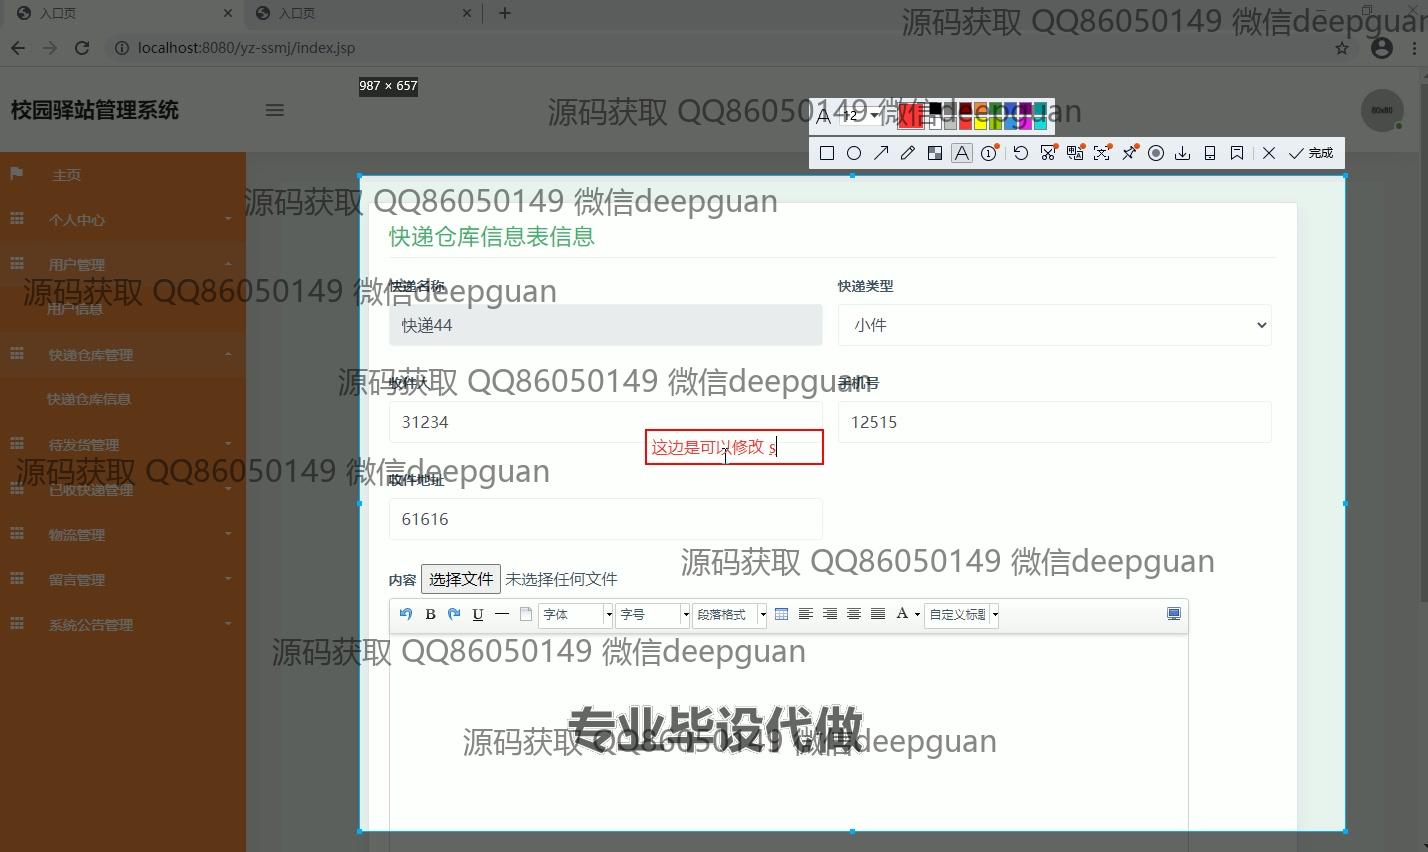 入口页
入口页
源码获取 QQ86050149 微信deepguan
localhost:8080/yz-ssmj/index.jsp
987 × 657
校园驿站管理系统
源码获取 QQ86050149 微信deepguan
A 12
80x80
A 1 完成
主页
源码获取 QQ86050149 微信deepguan
个人中心
快递仓库信息表信息
用户管理
源码获取 QQ86050149 微信deepguan
快递名称
快递类型
用户信息
快递44
小件
快递仓库管理
源码获取 QQ86050149 微信deepguan
收件人
手机号
快递仓库信息
31234
12515
待发货管理
这边是可以修改 s
源码获取 QQ86050149 微信deepguan
收件地址
已收快递管理
61616
物流管理
源码获取 QQ86050149 微信deepguan
留言管理
内容 选择文件 未选择任何文件
B U 字体 字号 段落格式 A 自定义标题
系统公告管理
源码获取 QQ86050149 微信deepguan
专业毕设代做
源码获取 QQ86050149 微信deepguan